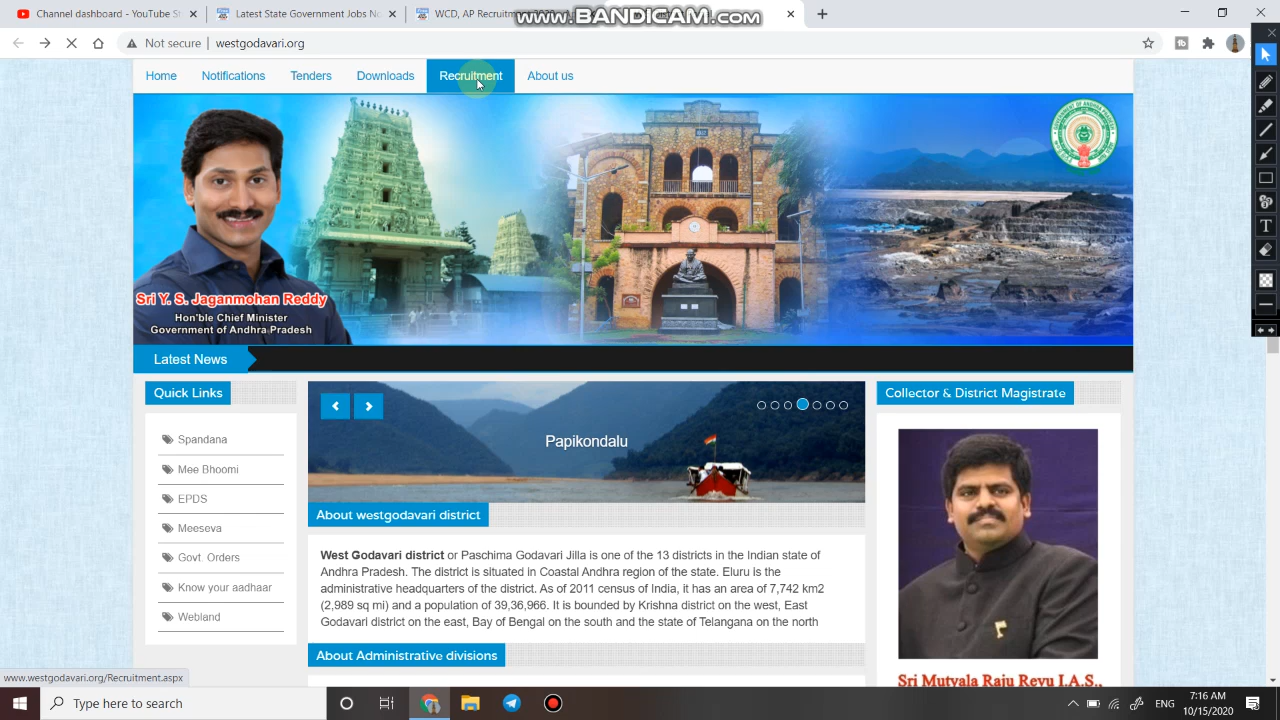 www.BANDICAM.com
dashboard - YouTube St
Latest State Government Jobs No
WCD, AP Recruitment 2020
Not secure | westgodavari.org
Home Notifications Tenders Downloads Recruitment About us
Sri Y. S. Jaganmohan Reddy
Hon'ble Chief Minister
Government of Andhra Pradesh
Latest News
Quick Links
Spandana
Mee Bhoomi
EPDS
Meeseva
Govt. Orders
Know your aadhaar
Webland
Papikondalu
About westgodavari district
West Godavari district or Paschima Godavari Jilla is one of the 13 districts in the Indian state of
Andhra Pradesh. The district is situated in Coastal Andhra region of the state. Eluru is the
administrative headquarters of the district. As of 2011 census of India, it has an area of 7,742 km2
(2,989 sq mi) and a population of 39,36,966. It is bounded by Krishna district on the west, East
Godavari district on the east, Bay of Bengal on the south and the state of Telangana on the north
About Administrative divisions
Collector & District Magistrate
Sri Mutyala Raju Revu I.A.S.,
www.westgodavari.org/Recruitment.aspx
Type here to search
ENG
7:16 AM
10/15/2020